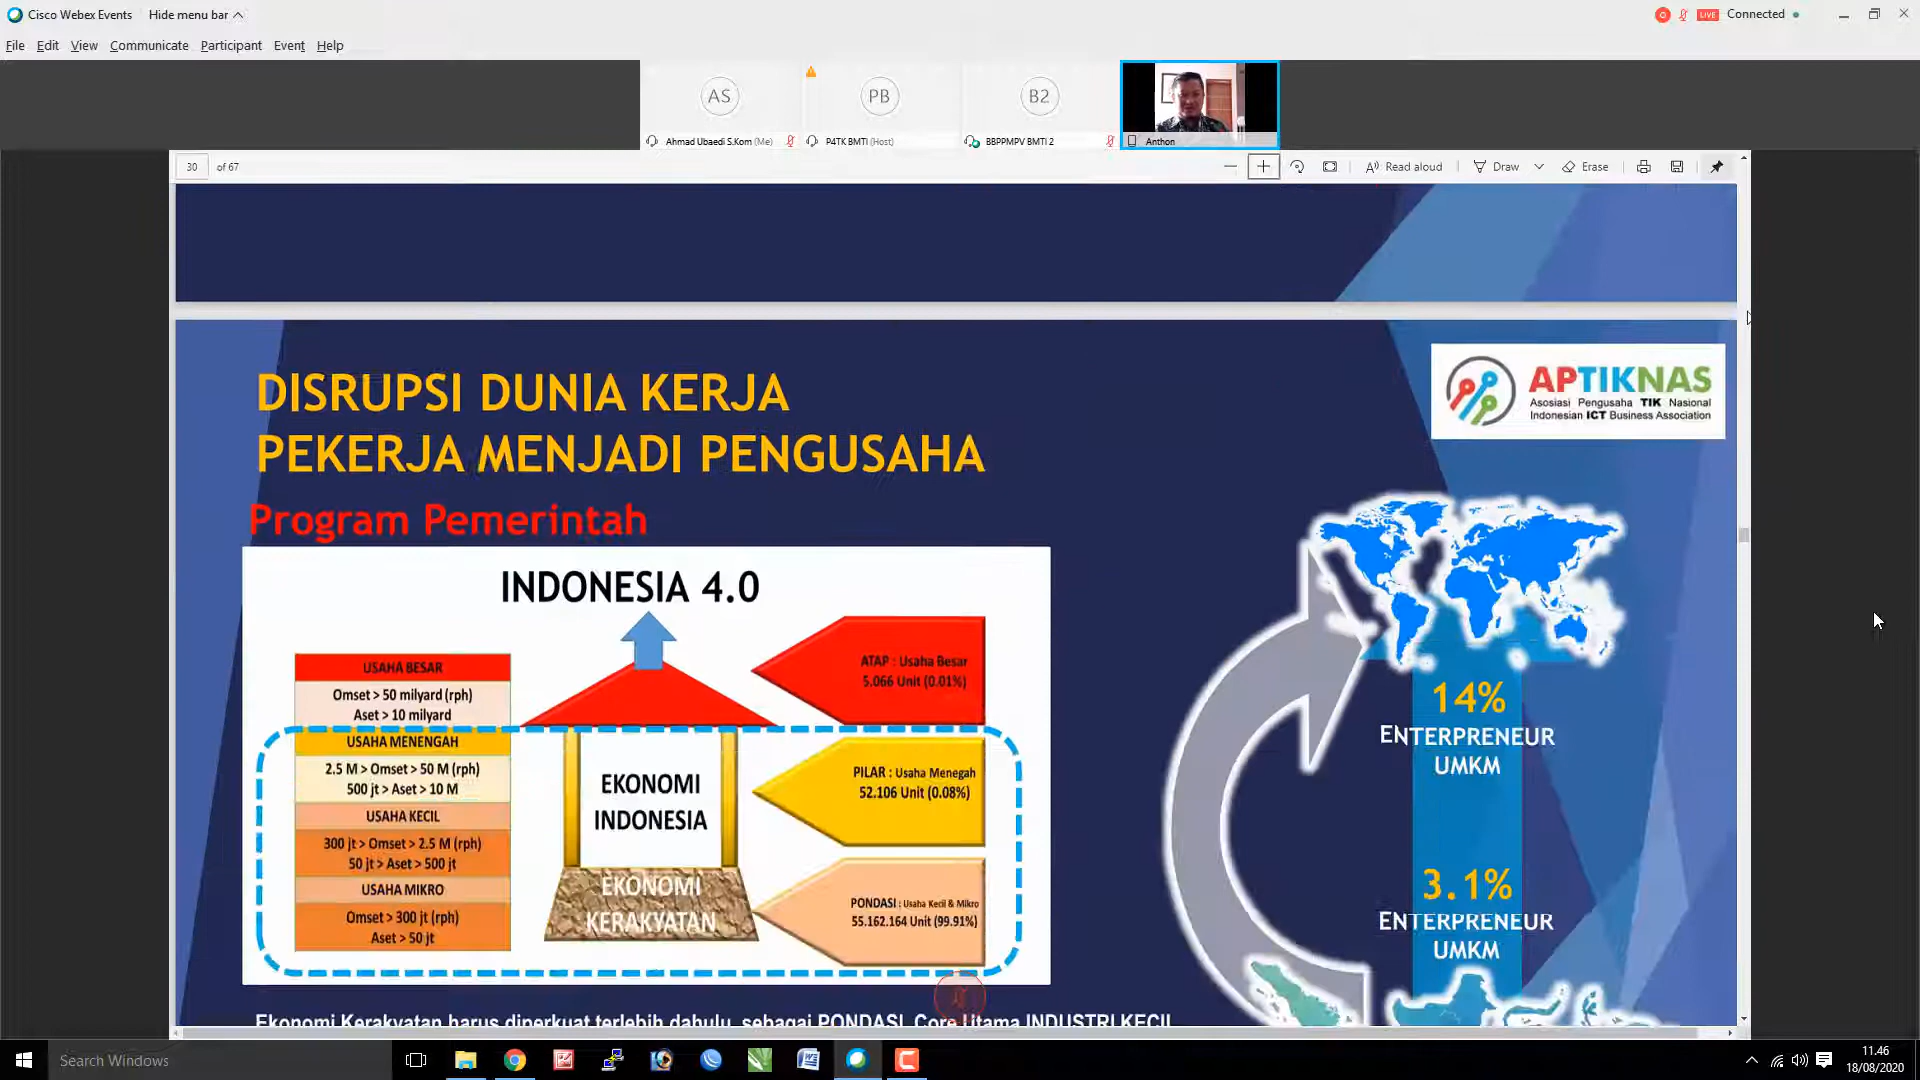 Cisco Webex Events
Hide menu bar
LIVE
Connected
File
Edit
View
Communicate
Participant
Event
Help
AS
PB
B2
Ahmad Ubaedi S.Kom (Me)
P4TK BMTI (Host)
BBPPMPV BMTI 2
Anthon
30
of 67
Read aloud
Draw
Erase
DISRUPSI DUNIA KERJA
PEKERJA MENJADI PENGUSAHA
APTIKNAS
Asosiasi Pengusaha TIK Nasional
Indonesian ICT Business Association
Program Pemerintah
INDONESIA 4.0
USAHA BESAR
Omset > 50 milyard (rph)
Aset > 10 milyard
USAHA MENENGAH
2.5 M > Omset > 50 M (rph)
500 jt > Aset > 10 M
USAHA KECIL
300 jt > Omset > 2.5 M (rph)
50 jt > Aset > 500 jt
USAHA MIKRO
Omset > 300 jt (rph)
Aset > 50 jt
EKONOMI
INDONESIA
EKONOMI
KERAKYATAN
ATAP : Usaha Besar
5.066 Unit (0.01%)
PILAR : Usaha Menegah
52.106 Unit (0.08%)
PONDASI : Usaha Kecil & Mikro
55.162.164 Unit (99.91%)
14%
ENTERPRENEUR
UMKM
3.1%
ENTERPRENEUR
UMKM
Ekonomi Kerakyatan harus diperkuat terlebih dahulu, sebagai PONDASI, Core Utama INDUSTRI KECIL
Search Windows
11.46
18/08/2020